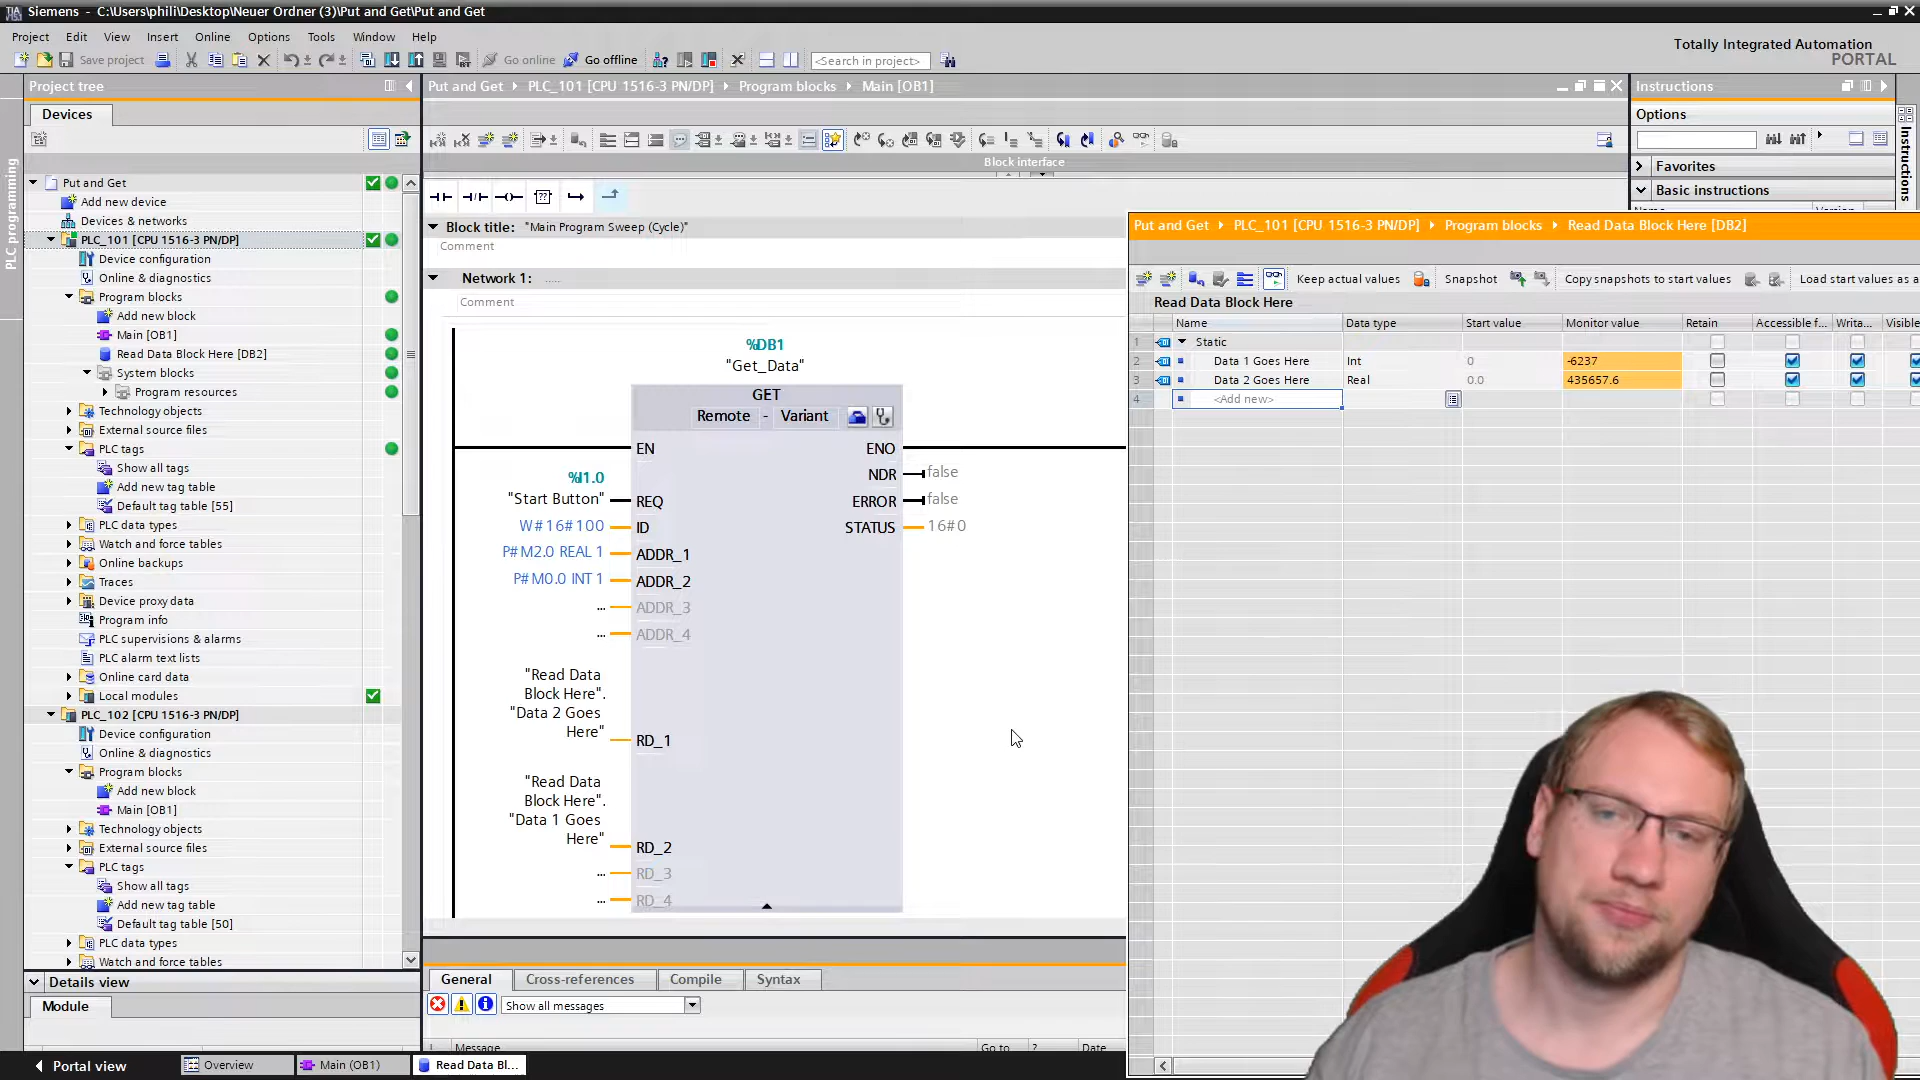 Siemens - C:\Users\phili\Desktop\Neuer Ordner (3)\Put and Get\Put and Get
Project Edit View Insert Online Options Tools Window Help
Totally Integrated Automation
PORTAL
Save project
Go online
Go offline
<Search in project>
Project tree
Put and Get
PLC_101 [CPU 1516-3 PN/DP]
Program blocks
Main [OB1]
Instructions
Devices
Options
PLC programming
Block interface
Instructions
Favorites
Basic instructions
Put and Get
Add new device
Devices & networks
PLC_101 [CPU 1516-3 PN/DP]
Device configuration
Online & diagnostics
Program blocks
Add new block
Main [OB1]
Read Data Block Here [DB2]
System blocks
Program resources
Technology objects
External source files
PLC tags
Show all tags
Add new tag table
Default tag table [55]
PLC data types
Watch and force tables
Online backups
Traces
Device proxy data
Program info
PLC supervisions & alarms
PLC alarm text lists
Online card data
Local modules
PLC_102 [CPU 1516-3 PN/DP]
Device configuration
Online & diagnostics
Program blocks
Add new block
Main [OB1]
Technology objects
External source files
PLC tags
Show all tags
Add new tag table
Default tag table [50]
PLC data types
Watch and force tables
Details view
Module
Block title: "Main Program Sweep (Cycle)"
Comment
Network 1: .....
Comment
%DB1
"Get_Data"
GET
Remote - Variant
EN
ENO
%I1.0
"Start Button"
REQ
NDR
false
ERROR
false
W#16#100
ID
STATUS
16#0
P#M2.0 REAL 1
ADDR_1
P#M0.0 INT 1
ADDR_2
...
ADDR_3
...
ADDR_4
"Read Data
Block Here".
"Data 2 Goes
Here"
RD_1
"Read Data
Block Here".
"Data 1 Goes
Here"
RD_2
...
RD_3
...
RD_4
Put and Get
PLC_101 [CPU 1516-3 PN/DP]
Program blocks
Read Data Block Here [DB2]
Keep actual values
Snapshot
Copy snapshots to start values
Load start values as a
Read Data Block Here
Name Data type Start value Monitor value Retain Accessible f... Writa... Visible
1 Static
2 Data 1 Goes Here Int 0 -6237
3 Data 2 Goes Here Real 0.0 435657.6
4 <Add new>
General Cross-references Compile Syntax
Show all messages
Message Go to ? Date
Portal view
Overview
Main (OB1)
Read Data Bl...